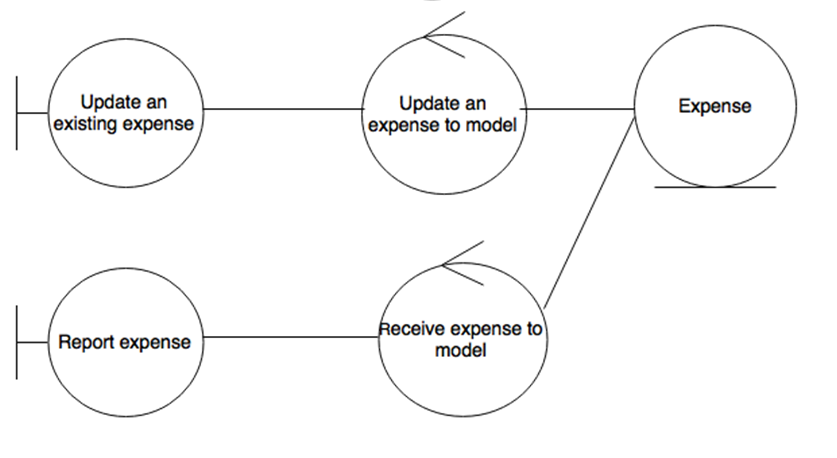 Update an
existing expense
Update an
expense to model
Expense
Report expense
Receive expense to
model